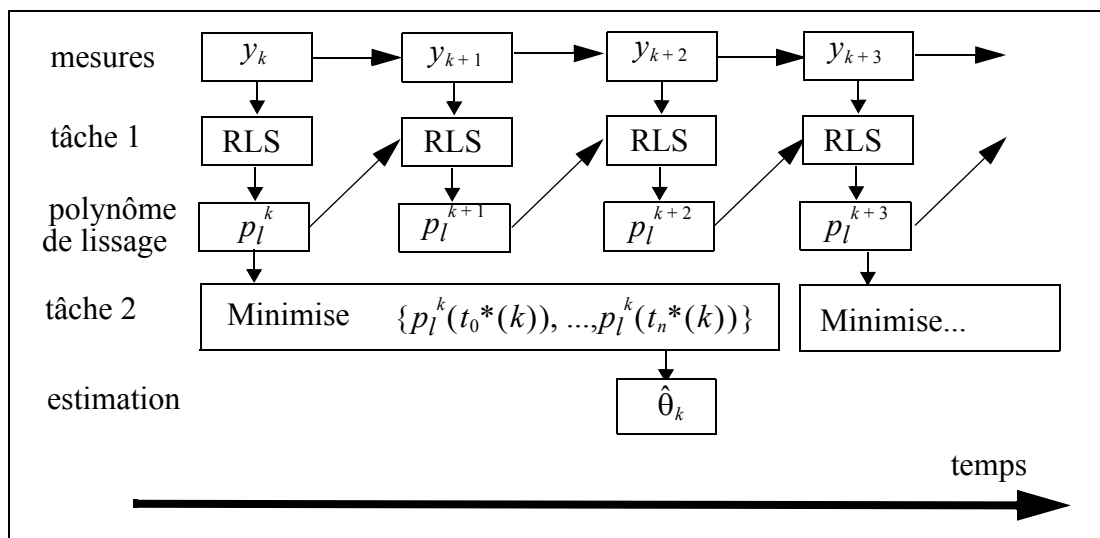 mesures y_k y_{k+1} y_{k+2} y_{k+3}
tâche 1 RLS RLS RLS RLS
polynôme
de lissage p_l^k p_l^{k+1} p_l^{k+2} p_l^{k+3}
tâche 2 Minimise {p_l^k(t_0*(k)), ...,p_l^k(t_n*(k))} Minimise...
estimation θ̂_k
temps